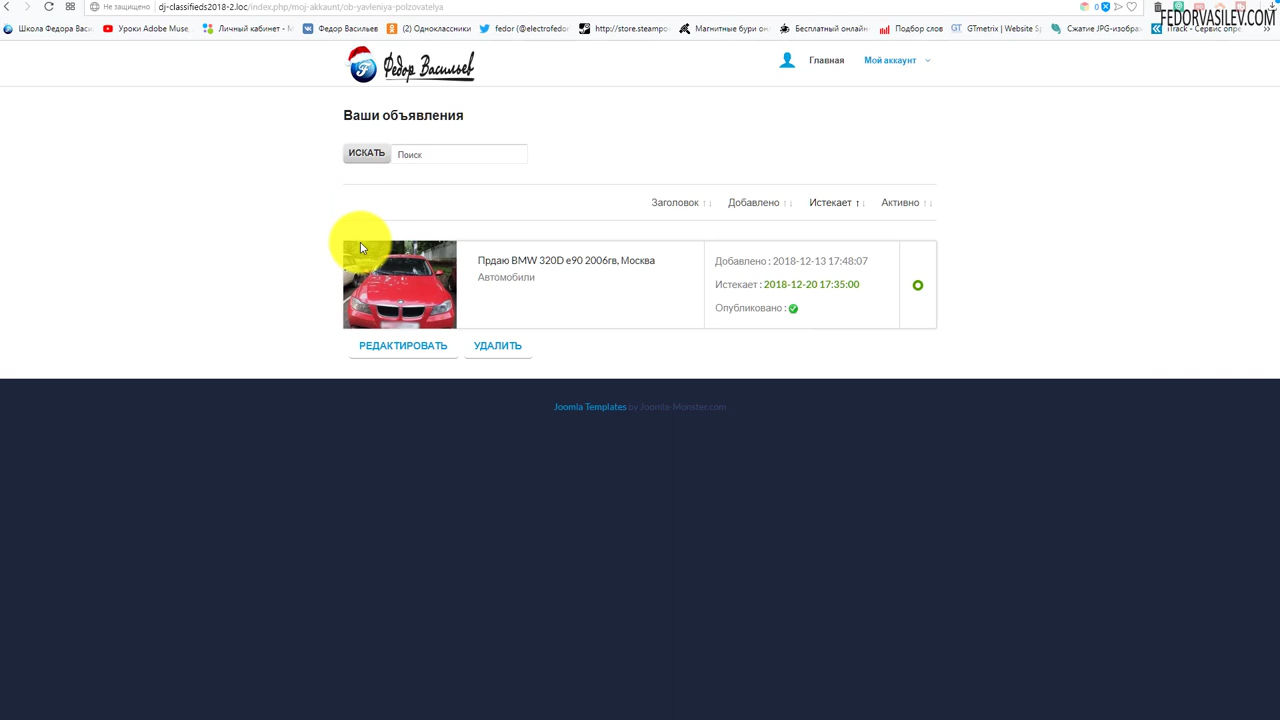 Не защищено dj-classifieds2018-2.loc/index.php/moj-akkaunt/ob-yavleniya-polzovatelya
FEDORVASILEV.COM
Школа Федора Васи. Уроки Adobe Muse. Личный кабинет - М Федор Васильев (2) Одноклассники fedor (@electrofedor http://store.steampo Магнитные бури он Бесплатный онлайн Подбор слов GTmetrix | Website S Сжатие JPG-изобра iTrack - Сервис опре
Федор Васильев
Главная Мой аккаунт
Ваши объявления
ИСКАТЬ Поиск
Заголовок ↑↓ Добавлено ↑↓ Истекает ↑↓ Активно ↑↓
Прдаю BMW 320D e90 2006гв, Москва
Автомобили
Добавлено : 2018-12-13 17:48:07
Истекает : 2018-12-20 17:35:00
Опубликовано :
РЕДАКТИРОВАТЬ УДАЛИТЬ
Joomla Templates by Joomla-Monster.com